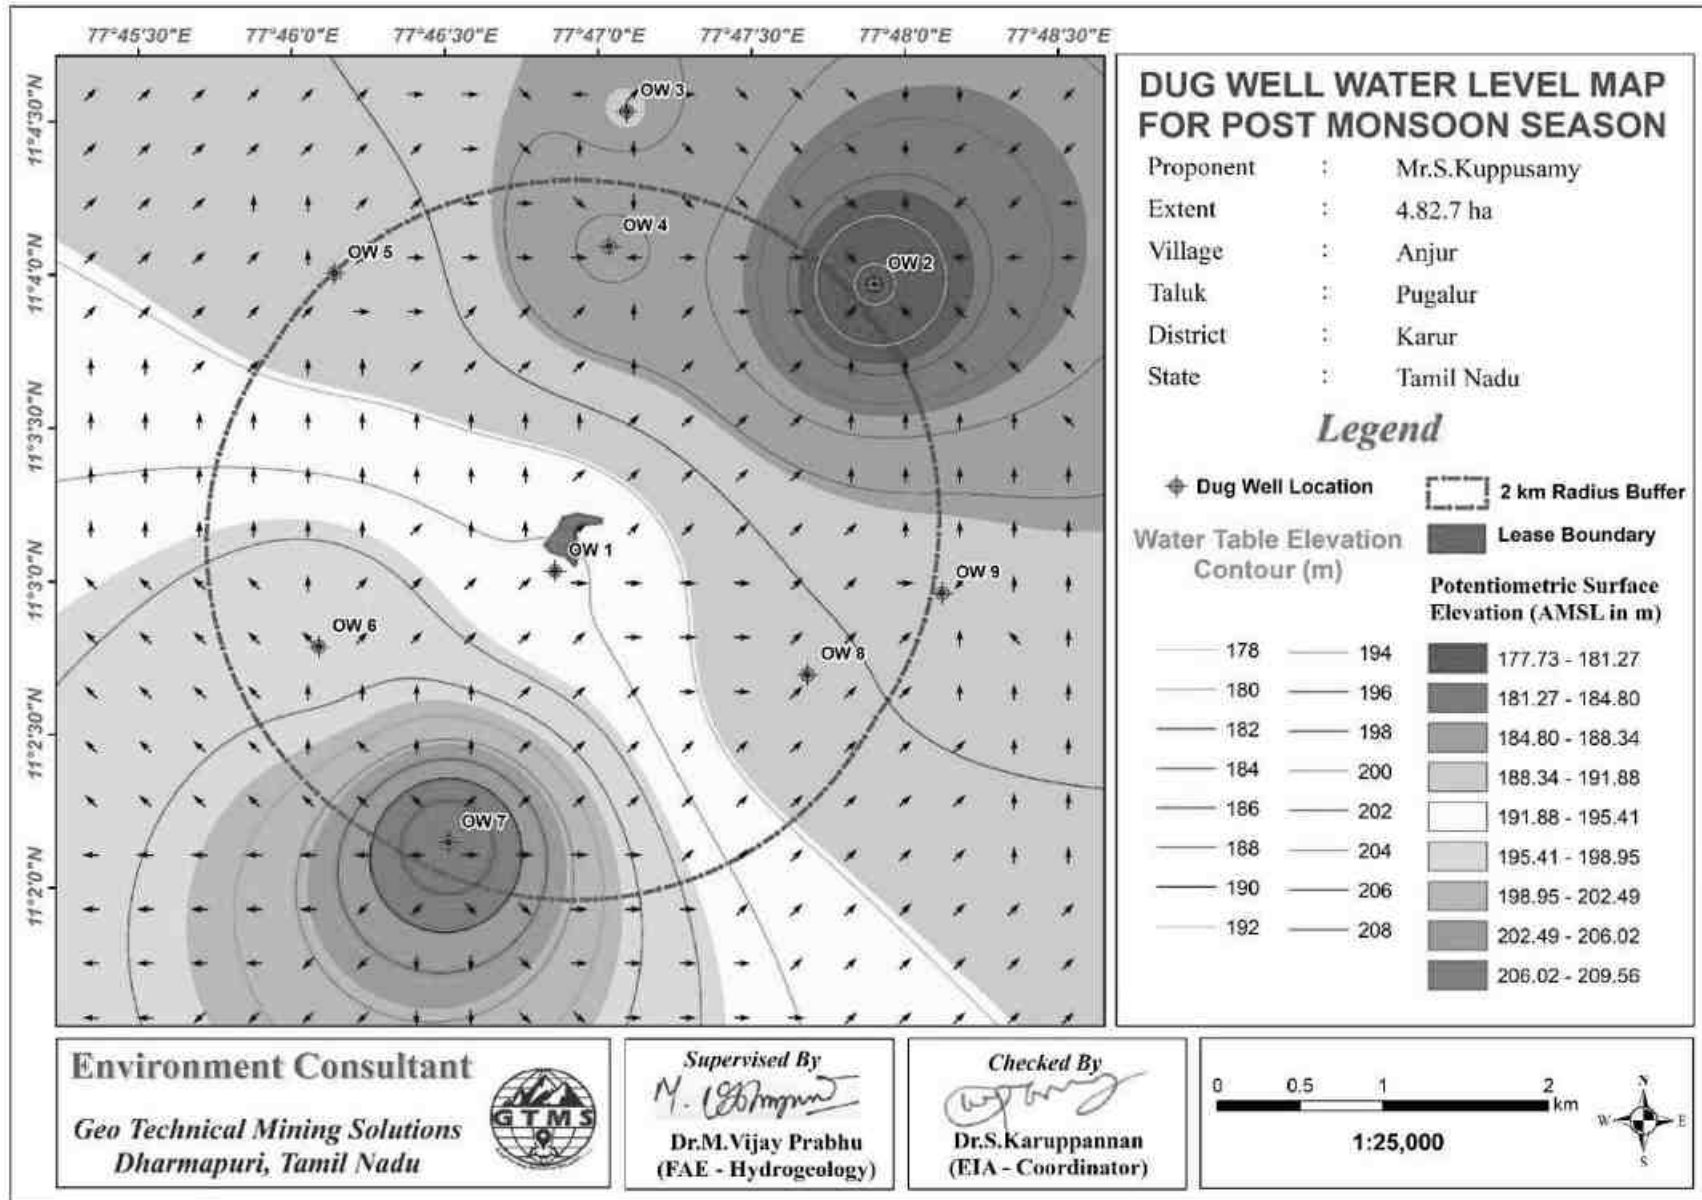 77°45'30"E 77°46'0"E 77°46'30"E 77°47'0"E 77°47'30"E 77°48'0"E 77°48'30"E
11°4'30"N
11°4'0"N
11°3'30"N
11°3'0"N
11°2'30"N
11°2'0"N
OW 3
OW 4
OW 5
OW 2
OW 1
OW 9
OW 6
OW 8
OW 7
DUG WELL WATER LEVEL MAP
FOR POST MONSOON SEASON
Proponent : Mr.S.Kuppusamy
Extent : 4.82.7 ha
Village : Anjur
Taluk : Pugalur
District : Karur
State : Tamil Nadu
Legend
Dug Well Location
2 km Radius Buffer
Lease Boundary
Water Table Elevation
Contour (m)
178 194
180 196
182 198
184 200
186 202
188 204
190 206
192 208
Potentiometric Surface
Elevation (AMSL in m)
177.73 - 181.27
181.27 - 184.80
184.80 - 188.34
188.34 - 191.88
191.88 - 195.41
195.41 - 198.95
198.95 - 202.49
202.49 - 206.02
206.02 - 209.56
Environment Consultant
Geo Technical Mining Solutions
Dharmapuri, Tamil Nadu
GTMS
Supervised By
Dr.M.Vijay Prabhu
(FAE - Hydrogeology)
Checked By
Dr.S.Karuppannan
(EIA - Coordinator)
0 0.5 1 2
km
1:25,000
N
W E
S